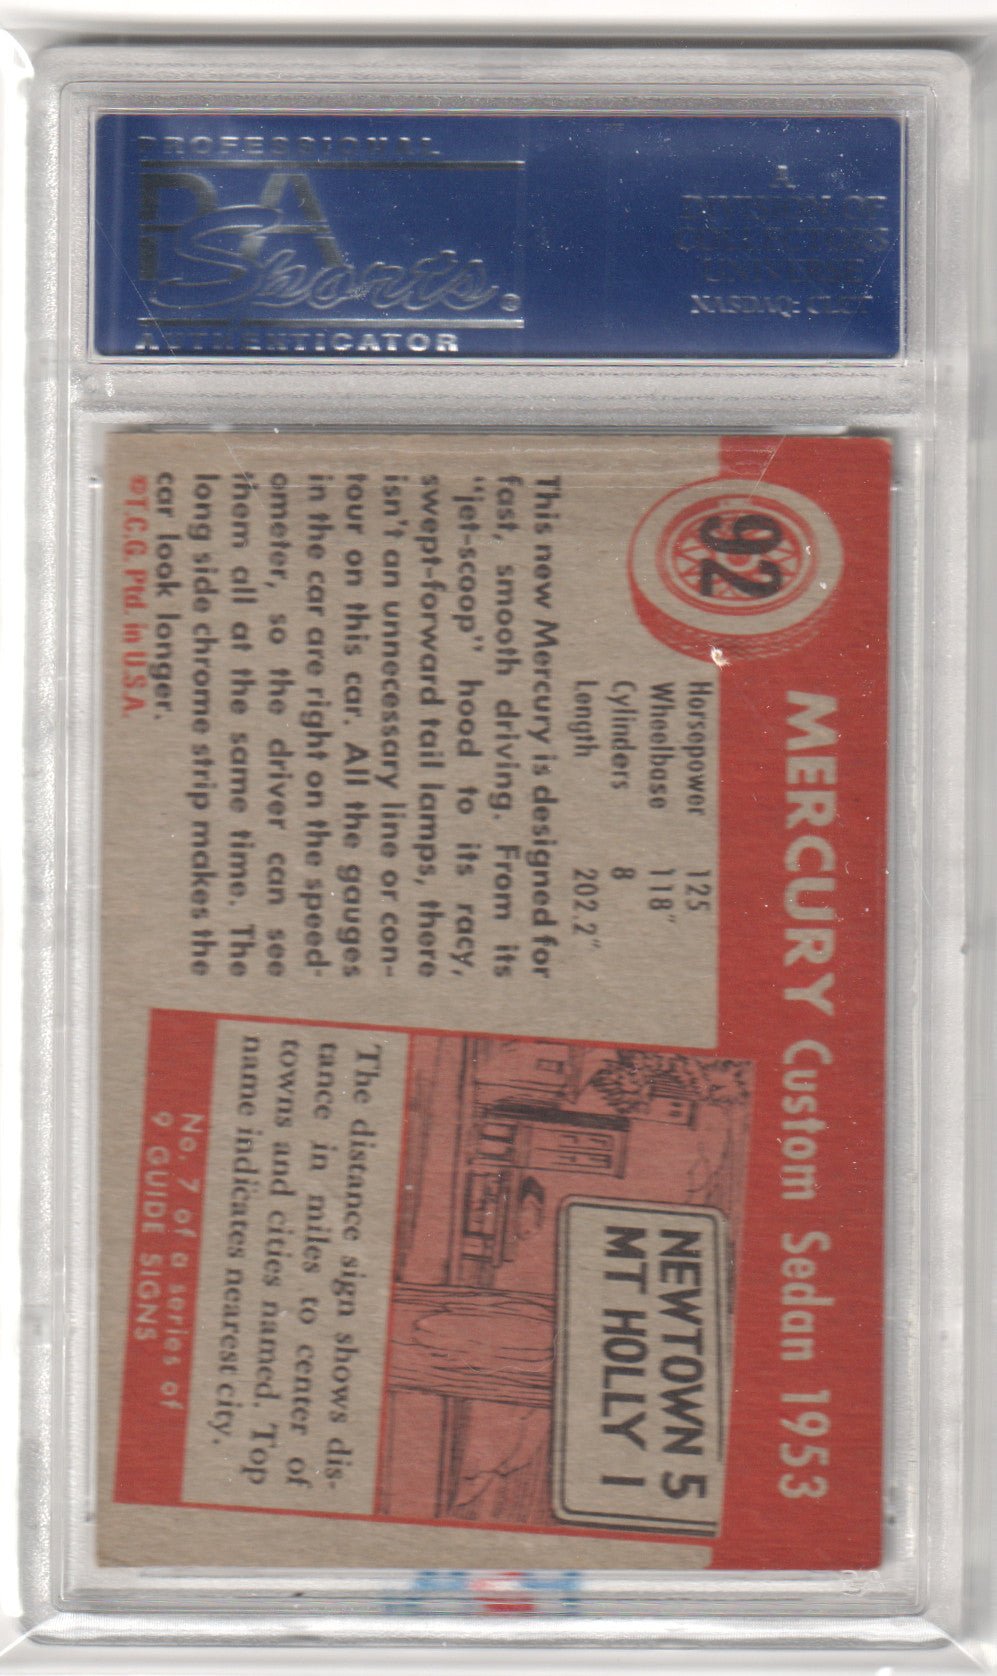 PROFESSIONAL
PSA
Sports®
AUTHENTICATOR
A
DIVISION OF
COLLECTORS
UNIVERSE
NASDAQ: CLCT
92
MERCURY Custom Sedan 1953
Horsepower 125
Wheelbase 118"
Cylinders 8
Length 202.2"
This new Mercury is designed for
fast, smooth driving. From its
"jet-scoop" hood to its racy,
swept-forward tail lamps, there
isn't an unnecessary line or con-
tour on this car. All the gauges
in the car are right on the speed-
ometer, so the driver can see
them all at the same time. The
long side chrome strip makes the
car look longer.
©T.C.G. Ptd. in U.S.A.
NEWTOWN 5
MT HOLLY 1
The distance sign shows dis-
tance in miles to center of
towns and cities named. Top
name indicates nearest city.
No. 7 of a series of
9 GUIDE SIGNS